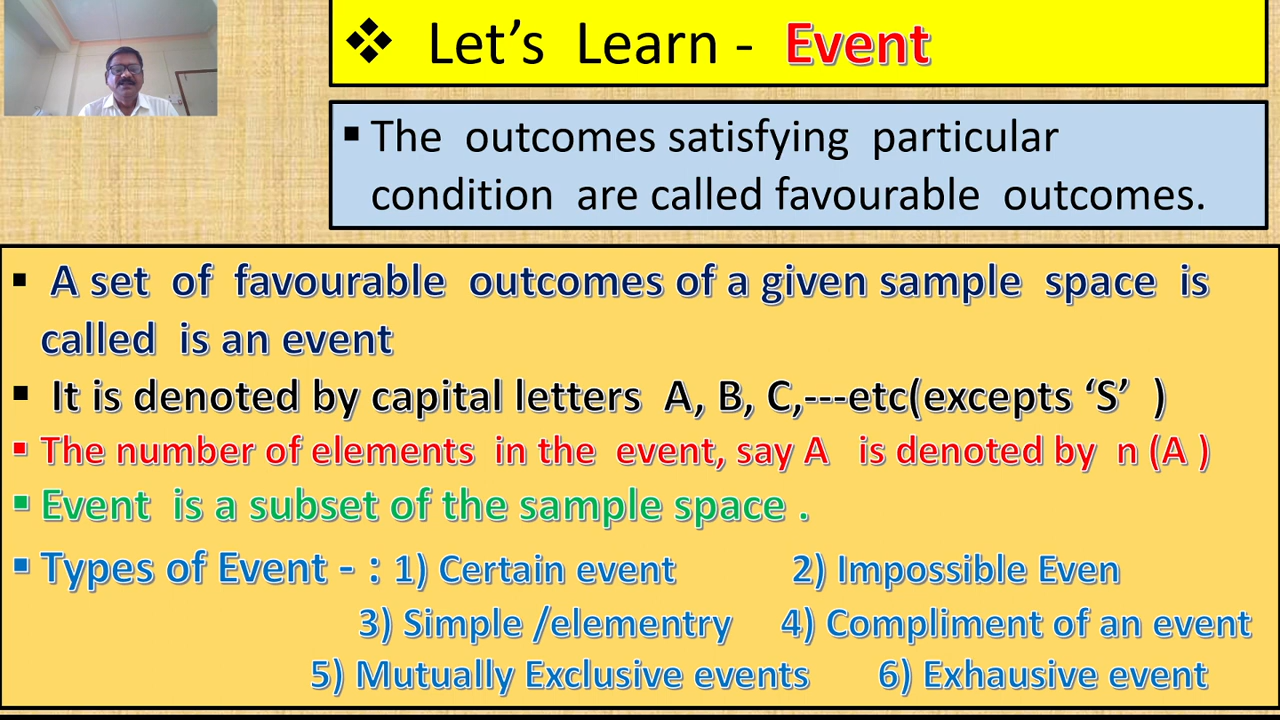 ❖ Let’s Learn - Event
▪ The outcomes satisfying particular
condition are called favourable outcomes.
▪ A set of favourable outcomes of a given sample space is
called is an event
▪ It is denoted by capital letters A, B, C,---etc(excepts ‘S’ )
▪ The number of elements in the event, say A is denoted by n (A )
▪ Event is a subset of the sample space .
▪ Types of Event - : 1) Certain event 2) Impossible Even
3) Simple /elementry 4) Compliment of an event
5) Mutually Exclusive events 6) Exhausive event